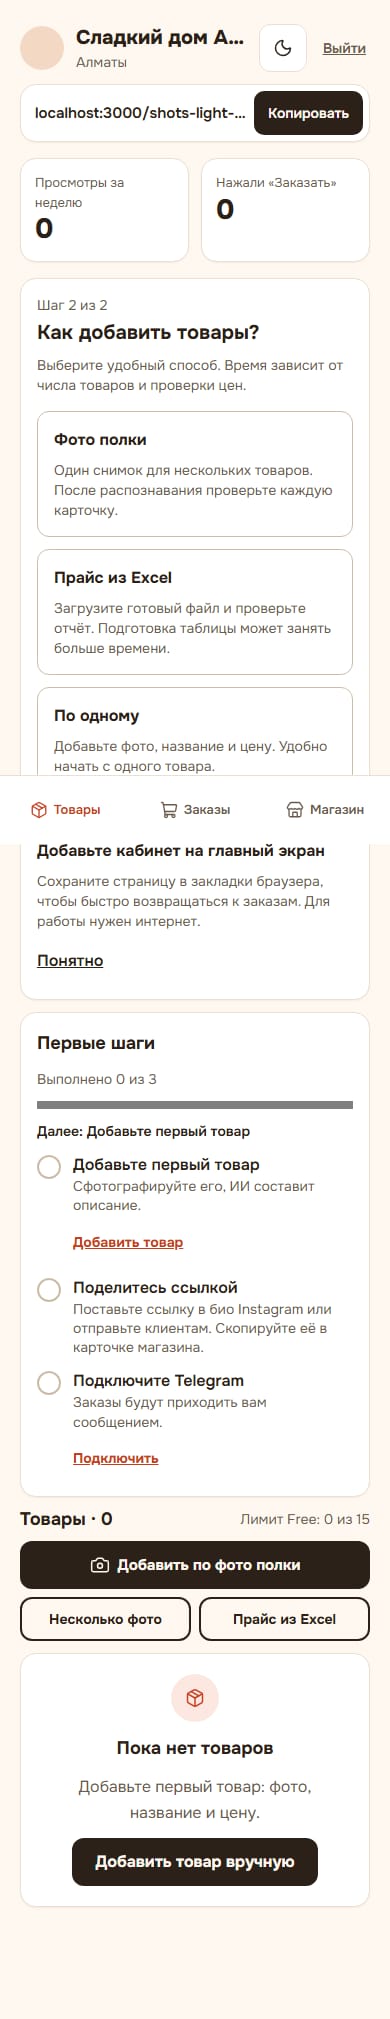 Сладкий дом А...
Алматы
Выйти
localhost:3000/shots-light-...
Копировать
Просмотры за
неделю
0
Нажали «Заказать»
0
Шаг 2 из 2
Как добавить товары?
Выберите удобный способ. Время зависит от
числа товаров и проверки цен.
Фото полки
Один снимок для нескольких товаров.
После распознавания проверьте каждую
карточку.
Прайс из Excel
Загрузите готовый файл и проверьте
отчёт. Подготовка таблицы может занять
больше времени.
По одному
Добавьте фото, название и цену. Удобно
начать с одного товара.
Товары
Заказы
Магазин
Добавьте кабинет на главный экран
Сохраните страницу в закладки браузера,
чтобы быстро возвращаться к заказам. Для
работы нужен интернет.
Понятно
Первые шаги
Выполнено 0 из 3
Далее: Добавьте первый товар
Добавьте первый товар
Сфотографируйте его, ИИ составит
описание.
Добавить товар
Поделитесь ссылкой
Поставьте ссылку в био Instagram или
отправьте клиентам. Скопируйте её в
карточке магазина.
Подключите Telegram
Заказы будут приходить вам
сообщением.
Подключить
Товары · 0
Лимит Free: 0 из 15
Добавить по фото полки
Несколько фото
Прайс из Excel
Пока нет товаров
Добавьте первый товар: фото,
название и цену.
Добавить товар вручную